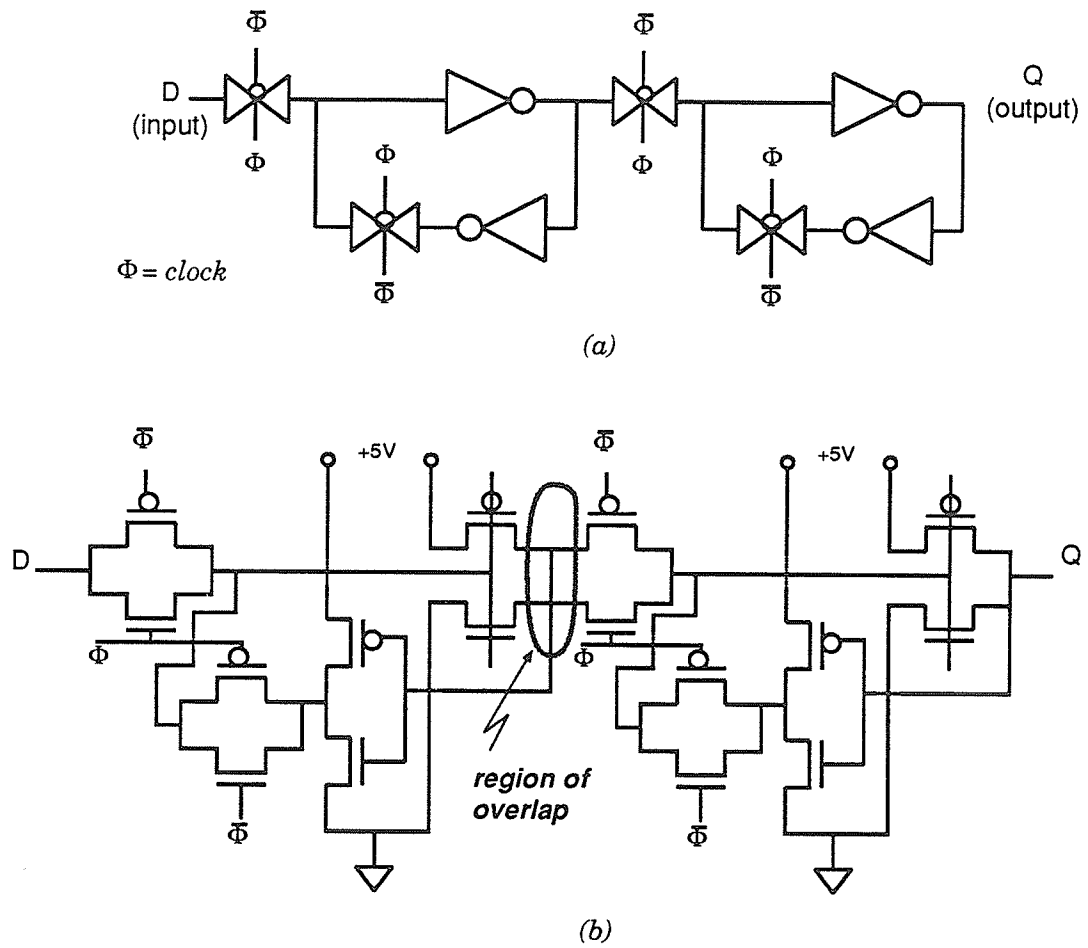 Φ̄
Φ̄
D
(input)
Q
(output)
Φ
Φ
Φ
Φ
Φ = clock
Φ̄
Φ̄
(a)
Φ̄
+5V
Φ̄
+5V
D
Q
Φ
Φ
region of
overlap
Φ̄
Φ̄
(b)